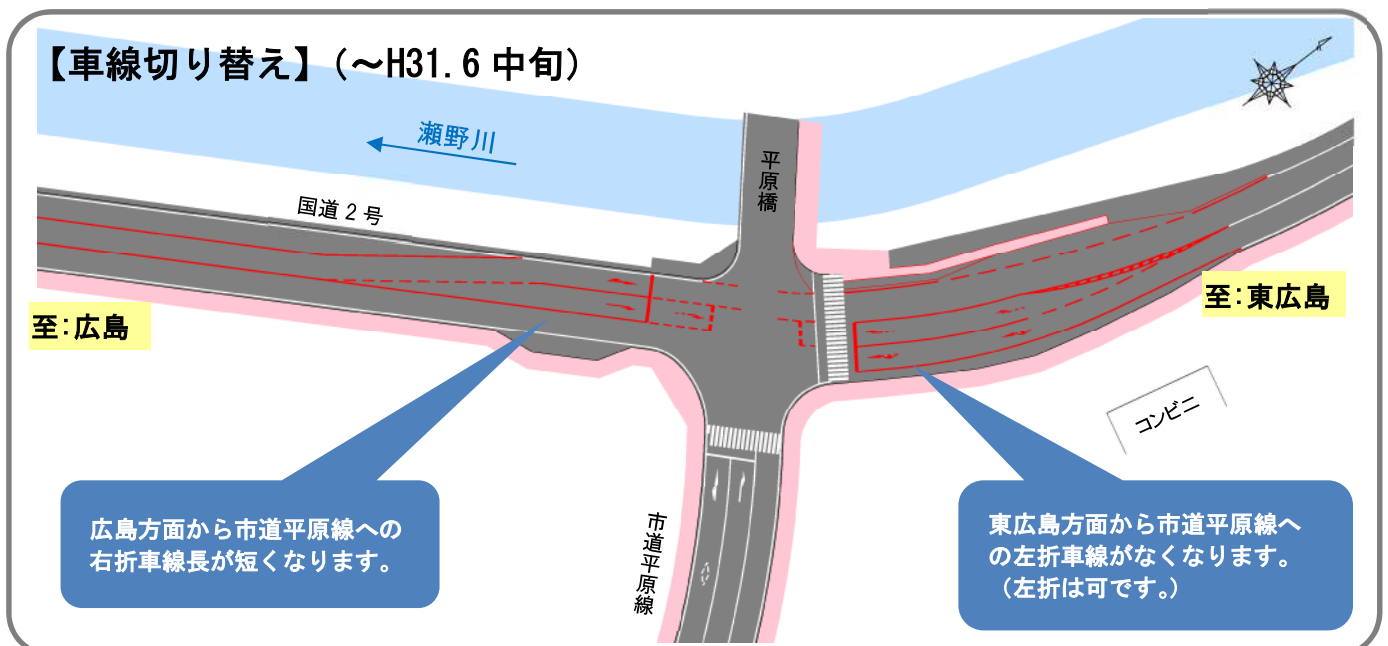 【車線切り替え】（～H31.6 中旬）
瀬野川
平原橋
国道２号
至：広島
至：東広島
コンビニ
広島方面から市道平原線への
右折車線長が短くなります。
市道平原線
東広島方面から市道平原線へ
の左折車線がなくなります。
（左折は可です。）